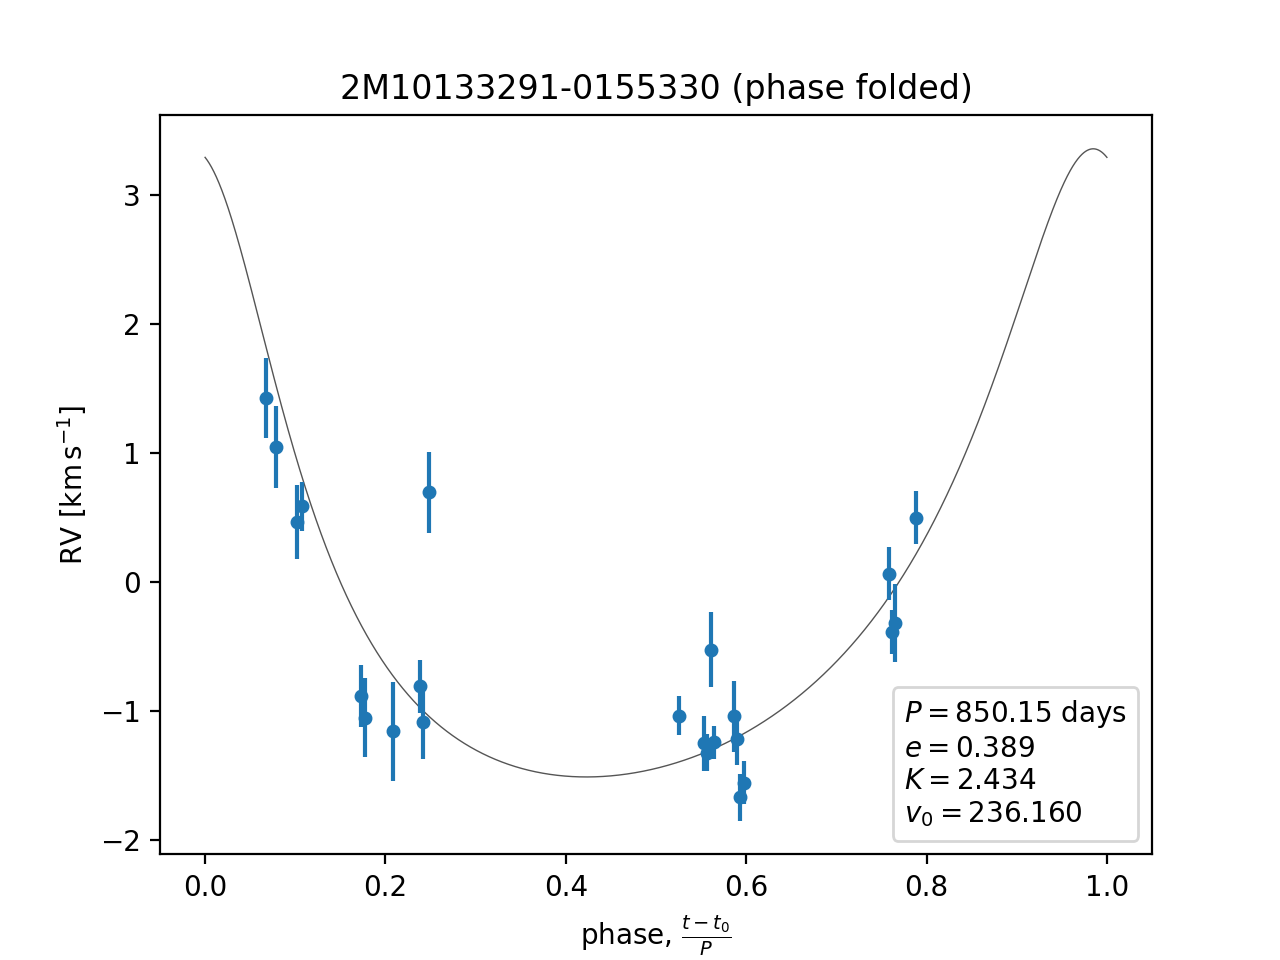 2M10133291-0155330 (phase folded)
RV [km s⁻¹]
3
2
1
0
−1
−2
P = 850.15 days
e = 0.389
K = 2.434
v₀ = 236.160
0.0 0.2 0.4 0.6 0.8 1.0
phase, (t − t₀)/P